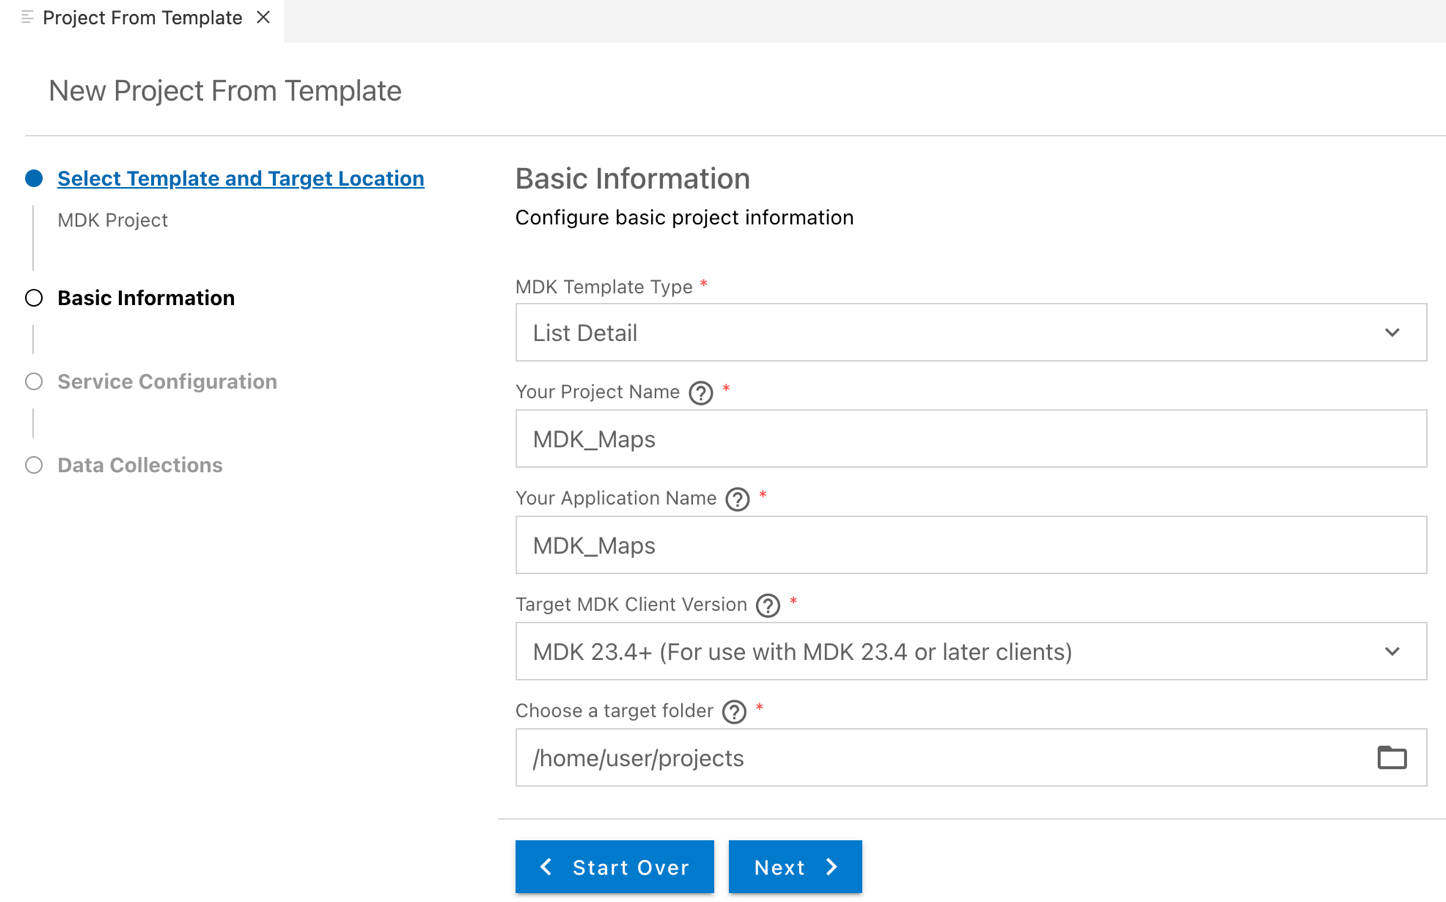 Project From Template
New Project From Template
Select Template and Target Location
MDK Project
Basic Information
Service Configuration
Data Collections
Basic Information
Configure basic project information
MDK Template Type *
List Detail
Your Project Name ? *
MDK_Maps
Your Application Name ? *
MDK_Maps
Target MDK Client Version ? *
MDK 23.4+ (For use with MDK 23.4 or later clients)
Choose a target folder ? *
/home/user/projects
Start Over
Next